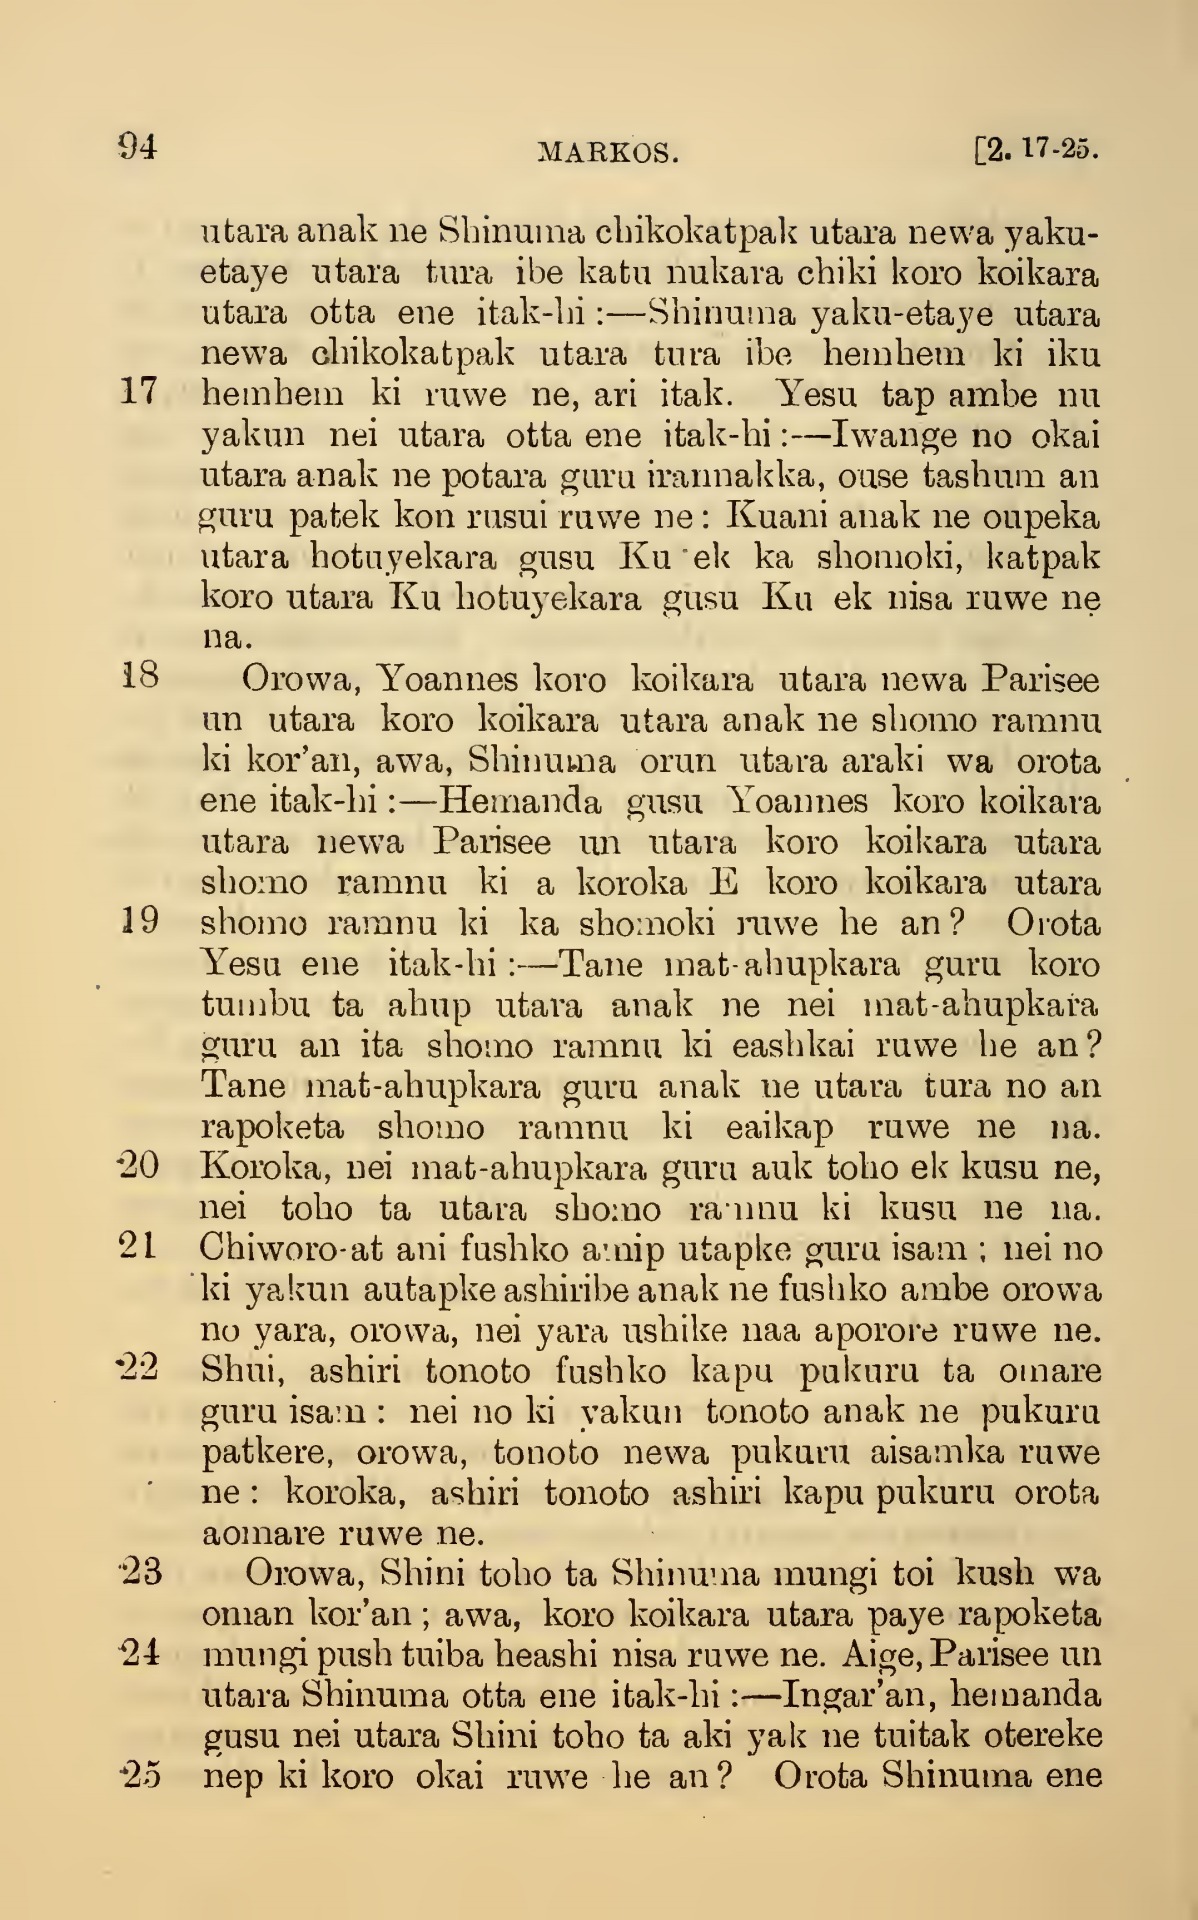 94 MARKOS. [2. 17-25.
utara anak ne Shinuma chikokatpak utara newa yaku-
etaye utara tura ibe katu nukara chiki koro koikara
utara otta ene itak-hi :—Shinuma yaku-etaye utara
newa chikokatpak utara tura ibe hemhem ki iku
17 hemhem ki ruwe ne, ari itak. Yesu tap ambe nu
yakun nei utara otta ene itak-hi :—Iwange no okai
utara anak ne potara guru irannakka, ouse tashum an
guru patek kon rusui ruwe ne : Kuani anak ne oupeka
utara hotuyekara gusu Ku ek ka shomoki, katpak
koro utara Ku hotuyekara gusu Ku ek nisa ruwe ne
na.
18 Orowa, Yoannes koro koikara utara newa Parisee
un utara koro koikara utara anak ne shomo ramnu
ki kor'an, awa, Shinuma orun utara araki wa orota
ene itak-hi :—Hemanda gusu Yoannes koro koikara
utara newa Parisee un utara koro koikara utara
shomo ramnu ki a koroka E koro koikara utara
19 shomo ramnu ki ka shomoki ruwe he an? Orota
Yesu ene itak-hi :—Tane mat-ahupkara guru koro
tumbu ta ahup utara anak ne nei mat-ahupkara
guru an ita shomo ramnu ki eashkai ruwe he an?
Tane mat-ahupkara guru anak ne utara tura no an
rapoketa shomo ramnu ki eaikap ruwe ne na.
20 Koroka, nei mat-ahupkara guru auk toho ek kusu ne,
nei toho ta utara shomo ramnu ki kusu ne na.
21 Chiworo-at ani fushko amip utapke guru isam ; nei no
ki yakun autapke ashiribe anak ne fushko ambe orowa
no yara, orowa, nei yara ushike naa aporore ruwe ne.
22 Shui, ashiri tonoto fushko kapu pukuru ta omare
guru isam : nei no ki yakun tonoto anak ne pukuru
patkere, orowa, tonoto newa pukuru aisamka ruwe
ne : koroka, ashiri tonoto ashiri kapu pukuru orota
aomare ruwe ne.
23 Orowa, Shini toho ta Shinuma mungi toi kush wa
oman kor'an ; awa, koro koikara utara paye rapoketa
24 mungi push tuiba heashi nisa ruwe ne. Aige, Parisee un
utara Shinuma otta ene itak-hi :—Ingar'an, hemanda
gusu nei utara Shini toho ta aki yak ne tuitak otereke
25 nep ki koro okai ruwe he an? Orota Shinuma ene